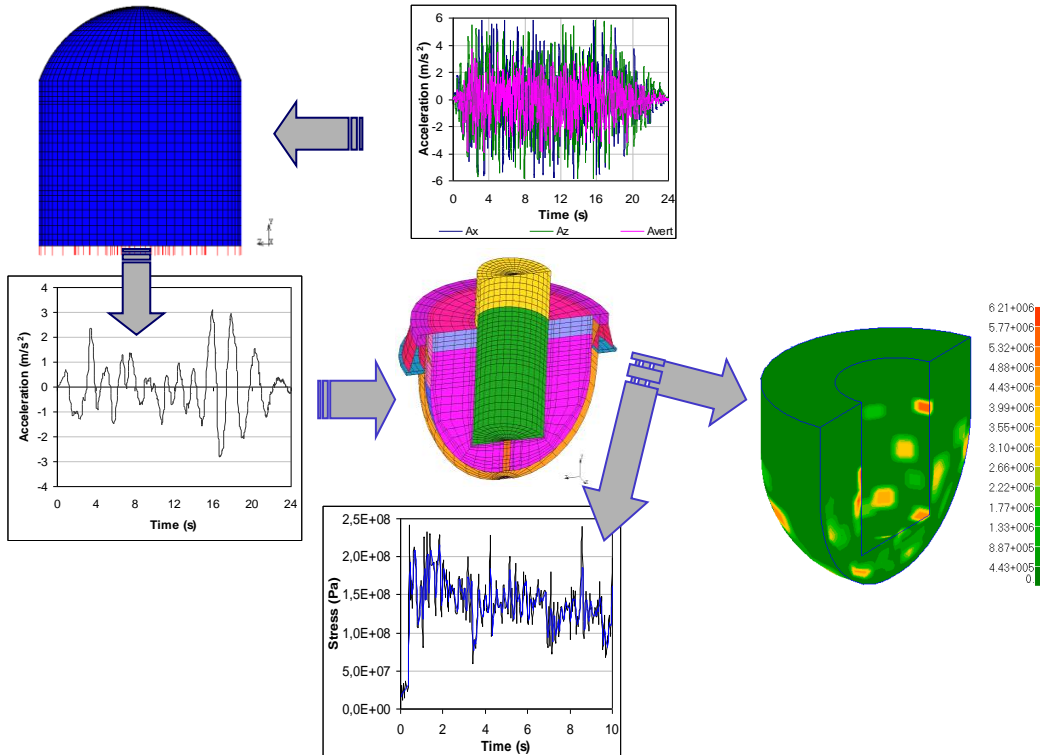 Acceleration (m/s²)
6
4
2
0
-2
-4
-6
0 4 8 12 16 20 24
Time (s)
Ax Az Avert
Acceleration (m/s²)
4
3
2
1
0
-1
-2
-3
-4
0 4 8 12 16 20 24
Time (s)
Stress (Pa)
2,5E+08
2,0E+08
1,5E+08
1,0E+08
5,0E+07
0,0E+00
0 2 4 6 8 10
Time (s)
6 21+006
5.77+006
5.32+006
4.88+006
4.43+006
3.99+006
3.55+006
3.10+006
2.66+006
2.22+006
1.77+006
1.33+006
8.87+005
4.43+005
0.